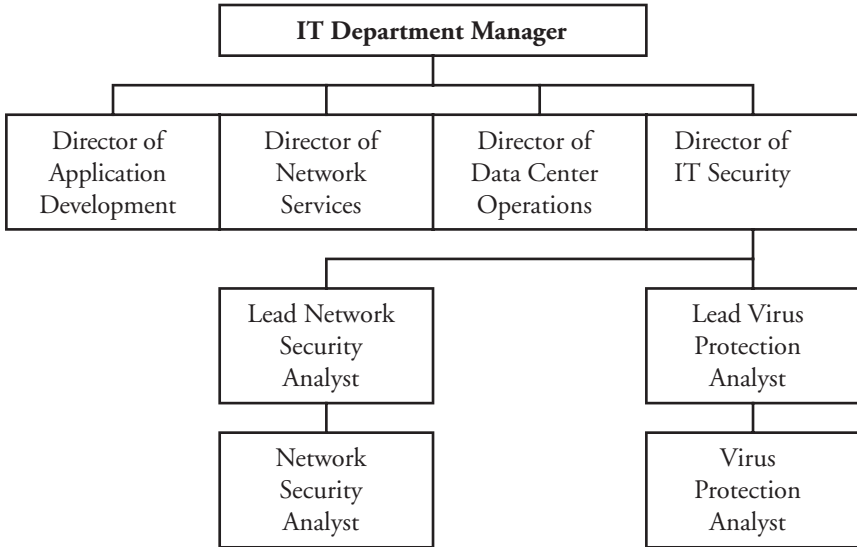 IT Department Manager
Director of
Application
Development
Director of
Network
Services
Director of
Data Center
Operations
Director of
IT Security
Lead Network
Security
Analyst
Lead Virus
Protection
Analyst
Network
Security
Analyst
Virus
Protection
Analyst